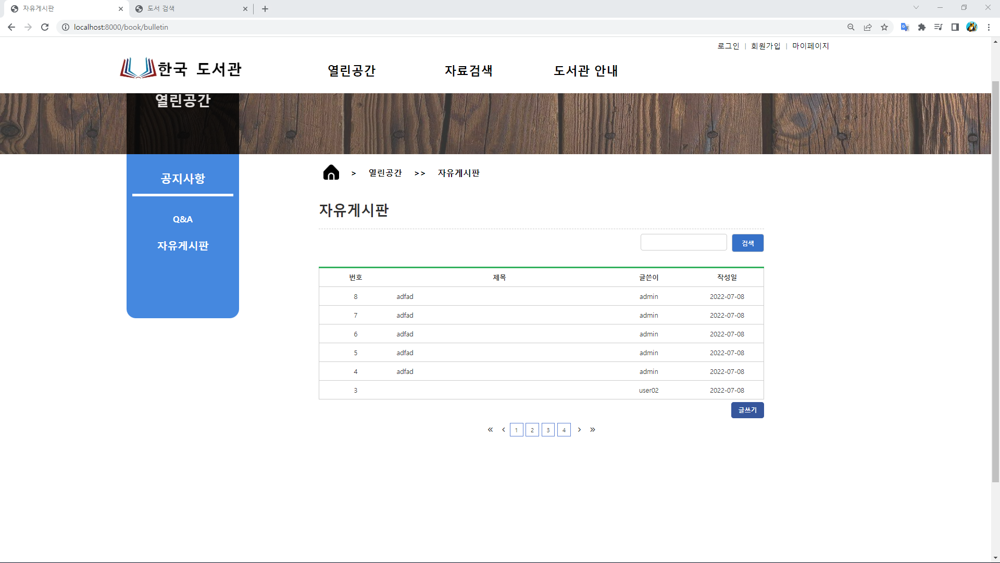 자유게시판
도서 검색
localhost:8000/book/bulletin
로그인 | 회원가입 | 마이페이지
한국 도서관
열린공간
자료검색
도서관 안내
열린공간
공지사항
Q&A
자유게시판
> 열린공간 >> 자유게시판
자유게시판
검색
번호 제목 글쓴이 작성일
8 adfad admin 2022-07-08
7 adfad admin 2022-07-08
6 adfad admin 2022-07-08
5 adfad admin 2022-07-08
4 adfad admin 2022-07-08
3 user02 2022-07-08
글쓰기
« < 1 2 3 4 > »